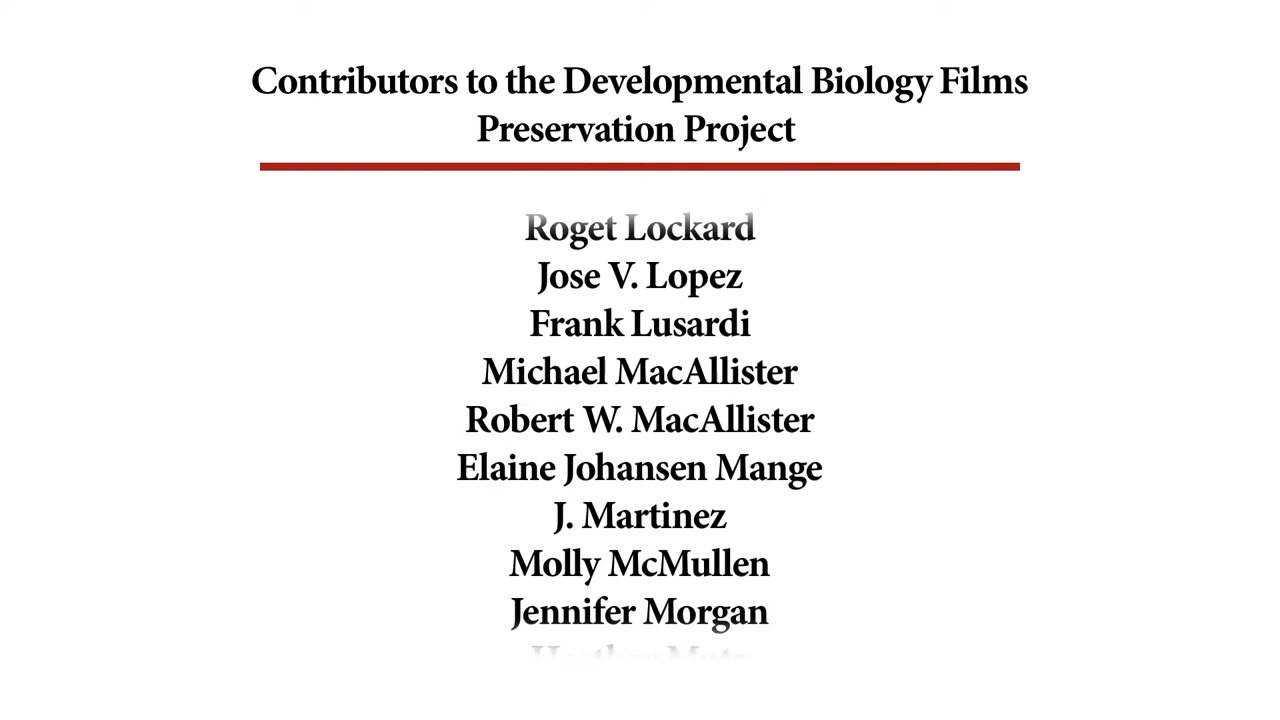 Contributors to the Developmental Biology Films
Preservation Project
Roget Lockard
Jose V. Lopez
Frank Lusardi
Michael MacAllister
Robert W. MacAllister
Elaine Johansen Mange
J. Martinez
Molly McMullen
Jennifer Morgan